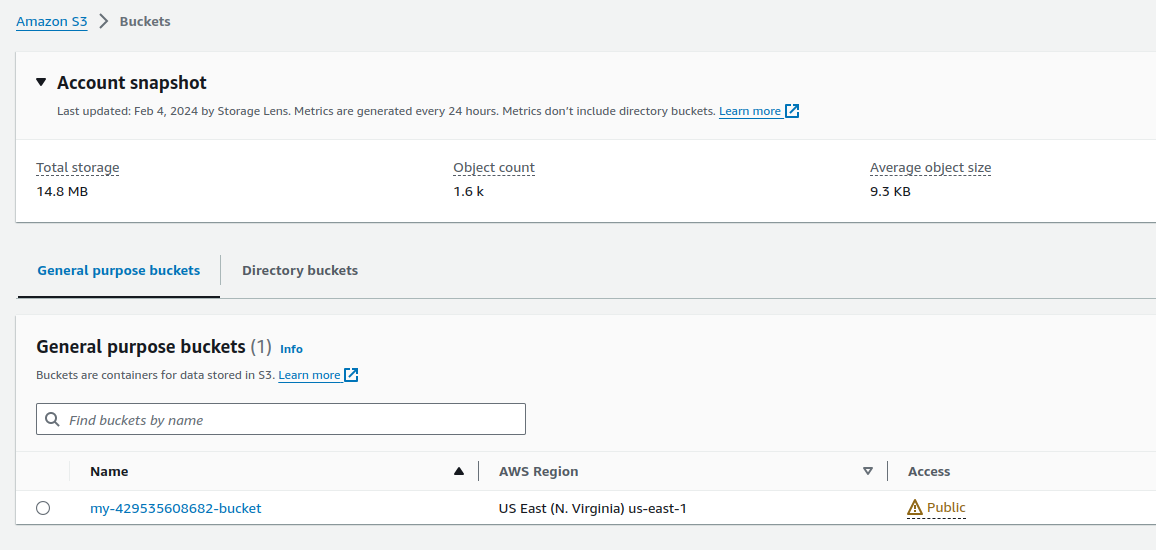 Amazon S3 > Buckets
Account snapshot
Last updated: Feb 4, 2024 by Storage Lens. Metrics are generated every 24 hours. Metrics don’t include directory buckets. Learn more
Total storage Object count Average object size
14.8 MB 1.6 k 9.3 KB
General purpose buckets Directory buckets
General purpose buckets (1) Info
Buckets are containers for data stored in S3. Learn more
Find buckets by name
Name AWS Region Access
my-429535608682-bucket US East (N. Virginia) us-east-1 Public